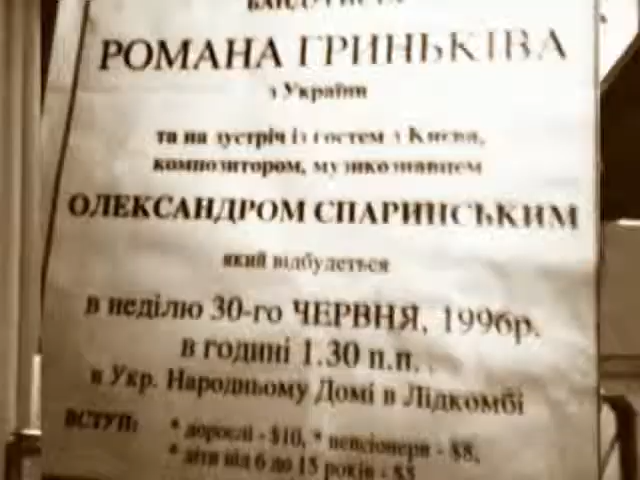 РОМАНА ГРИНЬКІВА
з України
та на зустріч із гостем з Києва,
композитором, музикознавцем
ОЛЕКСАНДРОМ СПАРИНСЬКИМ
який відбудеться
в неділю 30-го ЧЕРВНЯ, 1996р.
в годині 1.30 п.п.
в Укр. Народньому Домі в Лідкомбі
ВСТУП: * дорослі - $10, * пенсіонери - $8,
* діти від 6 до 15 років - $5